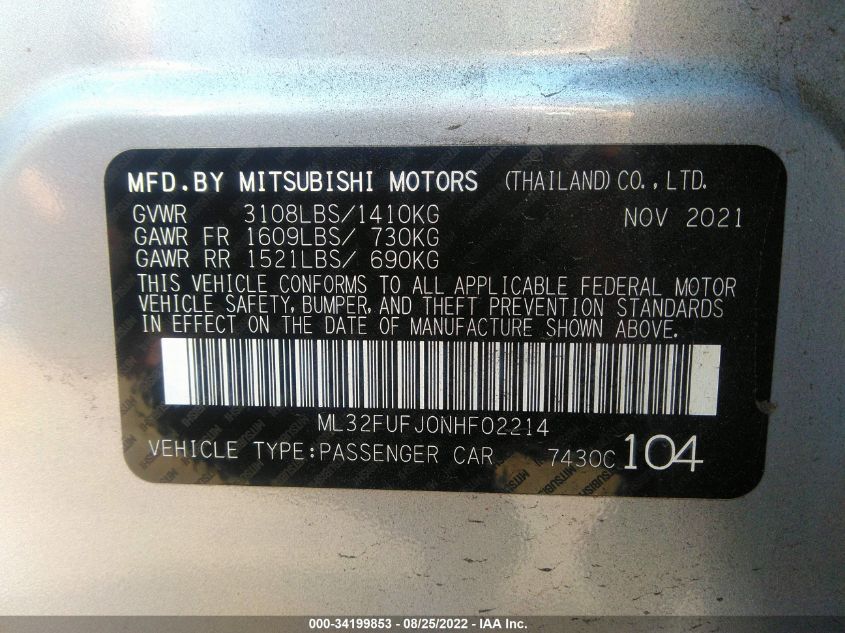 MFD.BY MITSUBISHI MOTORS (THAILAND)CO.,LTD.
GVWR 3108LBS/1410KG NOV 2021
GAWR FR 1609LBS/ 730KG
GAWR RR 1521LBS/ 690KG
THIS VEHICLE CONFORMS TO ALL APPLICABLE FEDERAL MOTOR
VEHICLE SAFETY, BUMPER, AND THEFT PREVENTION STANDARDS
IN EFFECT ON THE DATE OF MANUFACTURE SHOWN ABOVE.
ML32FUFJ0NHF02214
VEHICLE TYPE:PASSENGER CAR 7430C 104
000-34199853 - 08/25/2022 - IAA Inc.